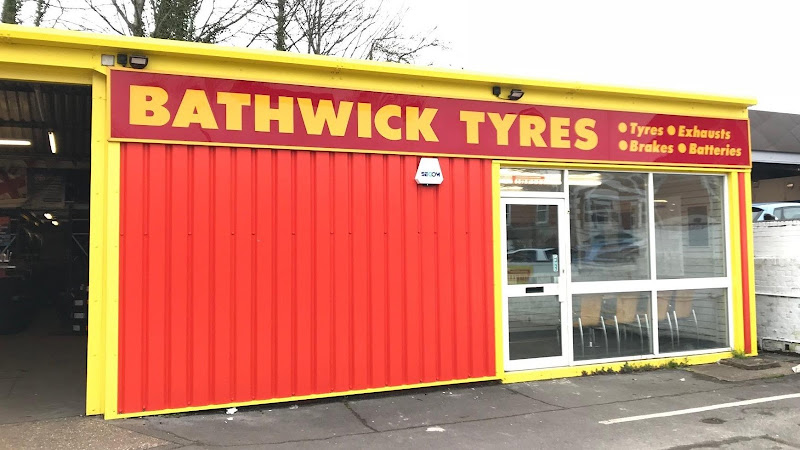 BATHWICK TYRES
• Tyres • Exhausts
• Brakes • Batteries